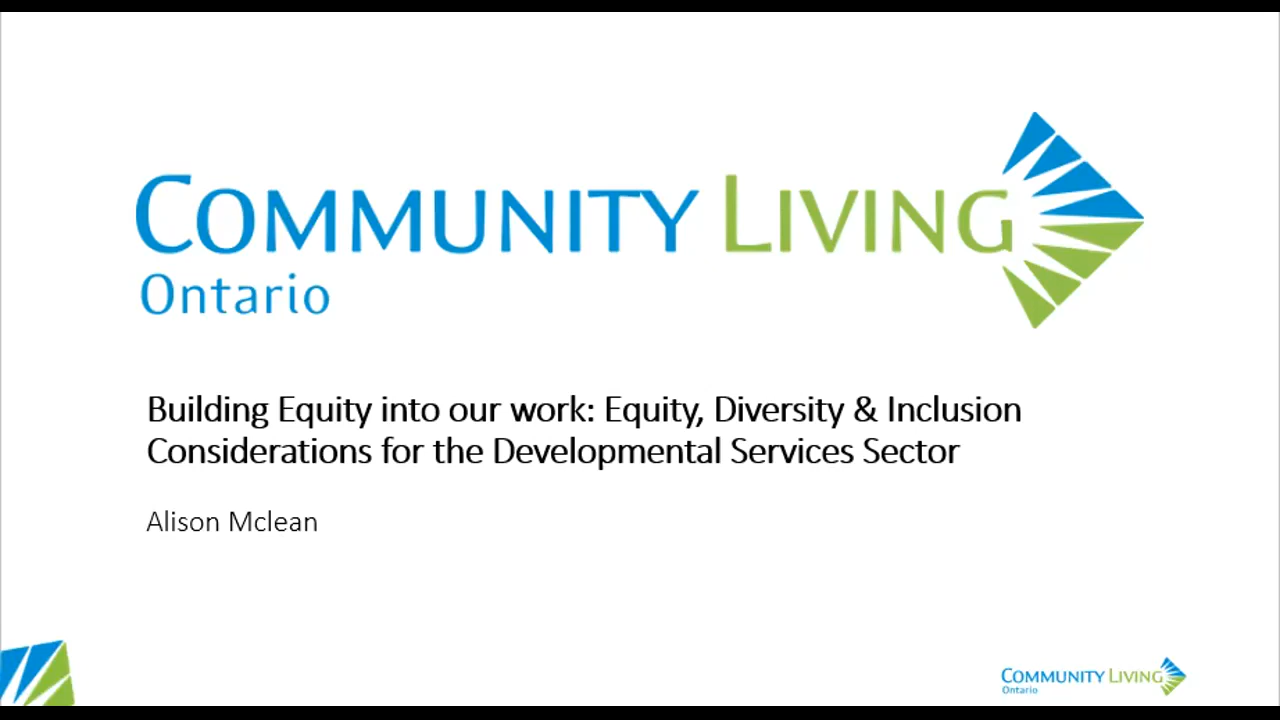 COMMUNITY LIVING
Ontario
Building Equity into our work: Equity, Diversity & Inclusion
Considerations for the Developmental Services Sector
Alison Mclean
COMMUNITY LIVING
Ontario